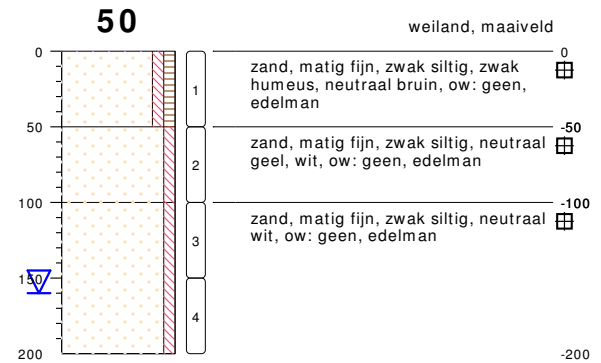 50
weiland, maaiveld
0
0
zand, matig fijn, zwak siltig, zwak
humeus, neutraal bruin, ow: geen,
edelman
1
50
-50
zand, matig fijn, zwak siltig, neutraal
geel, wit, ow: geen, edelman
2
100
-100
zand, matig fijn, zwak siltig, neutraal
wit, ow: geen, edelman
3
150
4
200
-200